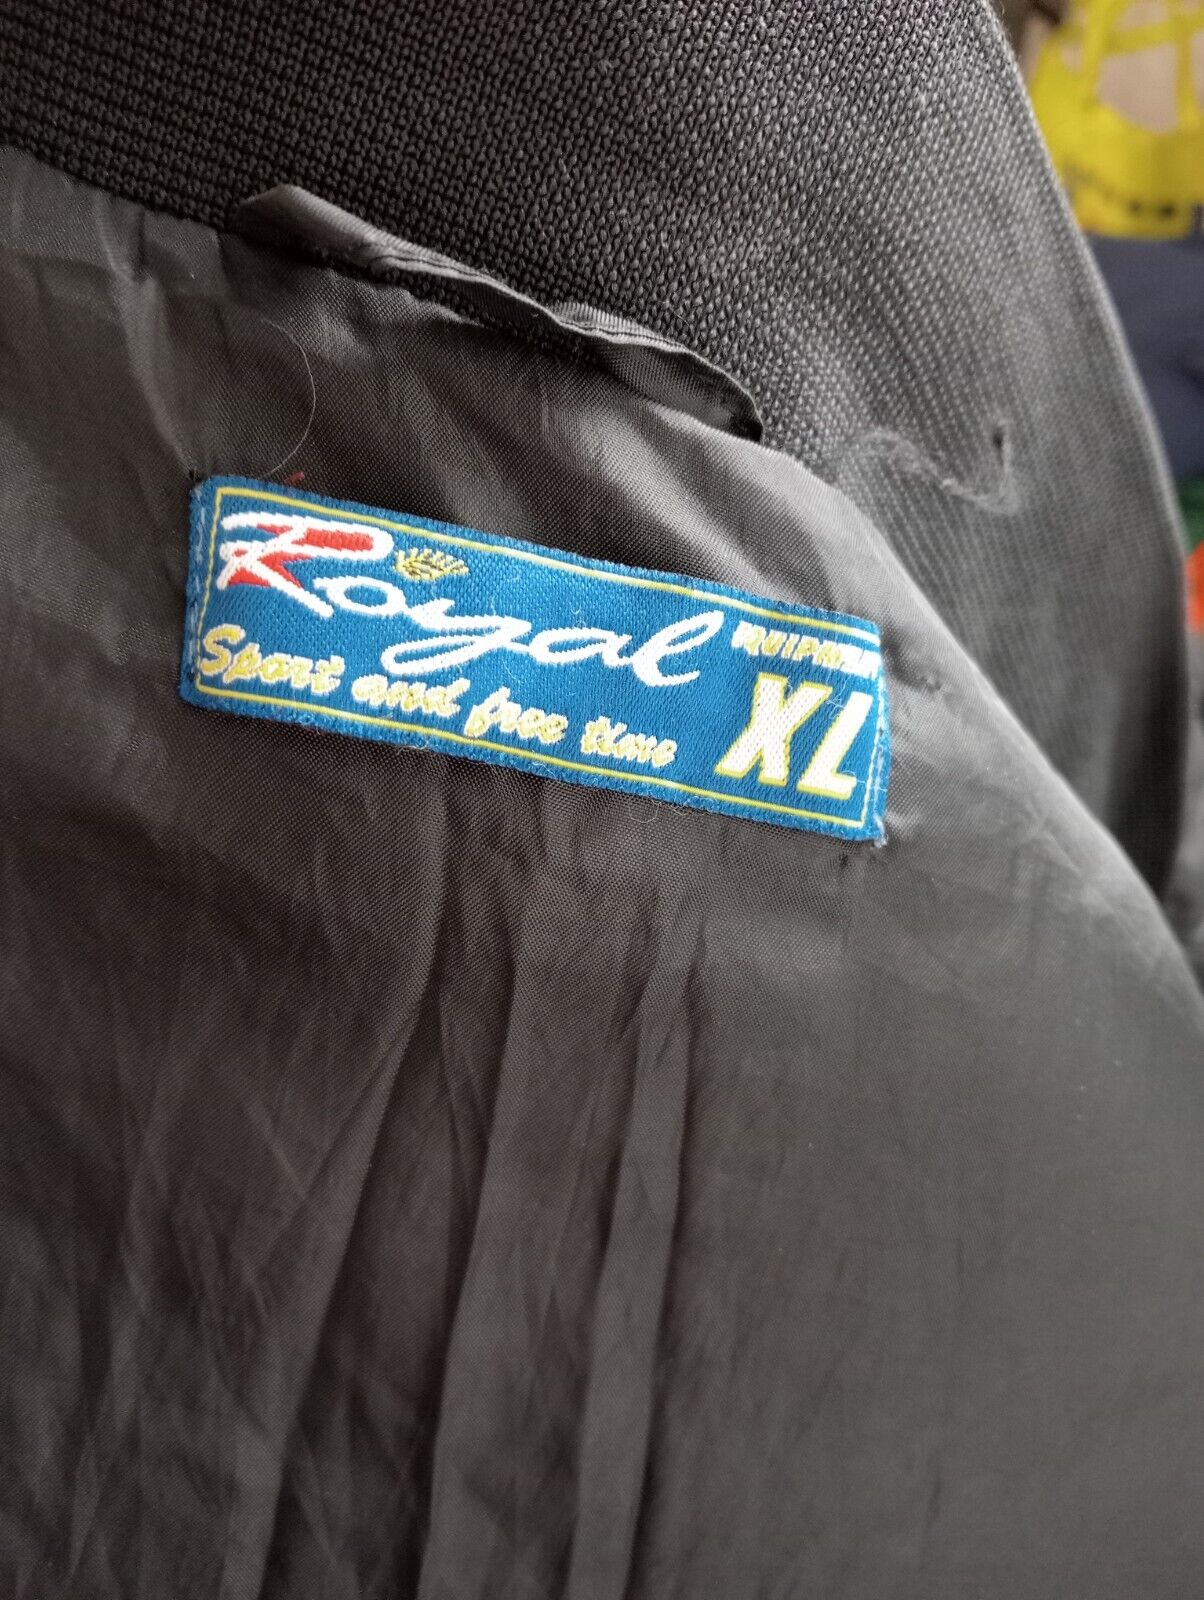 Royal EQUIPMENT
Sport and free time XL